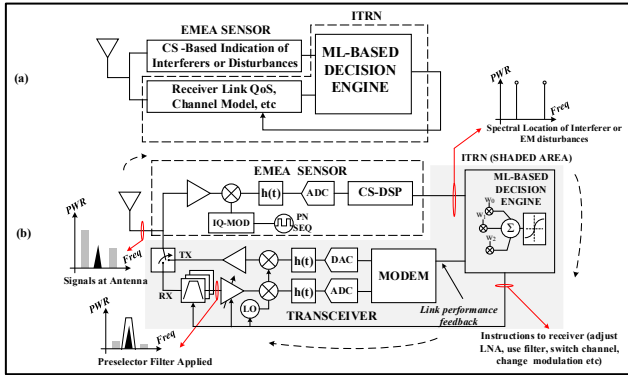 ITRN
EMEA SENSOR
CS -Based Indication of
Interferers or Disturbances
ML-BASED
DECISION
ENGINE
Receiver Link QoS,
Channel Model, etc
(a)
PWR
Freq
Spectral Location of Interferer or
EM disturbances
ITRN (SHADED AREA)
EMEA SENSOR
h(t)
ADC
CS-DSP
IQ-MOD
PN
SEQ
ML-BASED
DECISION
ENGINE
W0
W1
W2
Σ
(b)
PWR
Freq
Signals at Antenna
TX
h(t)
DAC
MODEM
RX
h(t)
ADC
LO
TRANSCEIVER
Link performance
feedback
PWR
Freq
Preselector Filter Applied
Instructions to receiver (adjust
LNA, use filter, switch channel,
change modulation etc)